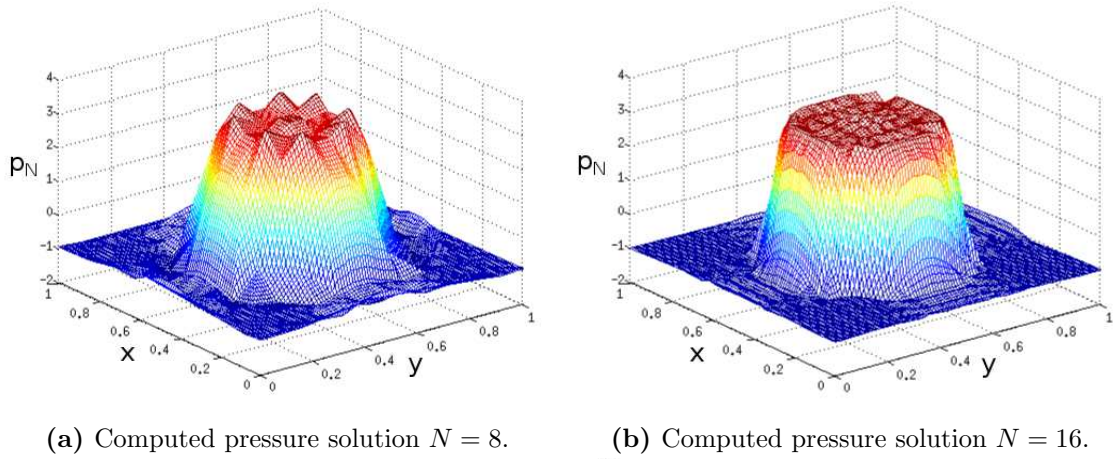 4 4
3 3
2 2
p_N 1 p_N 1
0 0
−1 −1
−2 −2
1 1 1 1
0.8 0.8 0.8 0.8
0.6 0.6 0.6 0.6
x 0.4 0.4 y x 0.4 0.4 y
0.2 0.2 0.2 0.2
0 0 0 0
(a) Computed pressure solution N = 8. (b) Computed pressure solution N = 16.